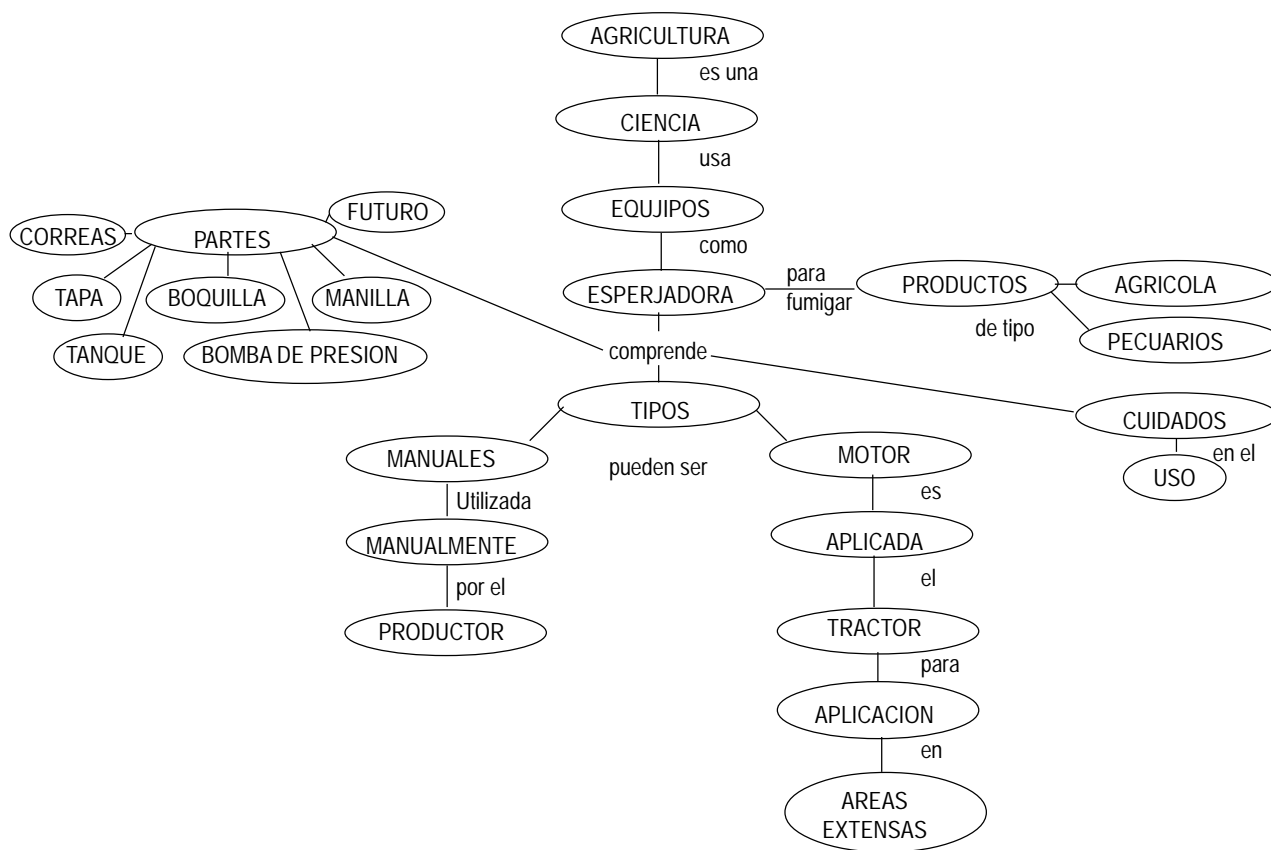 AGRICULTURA
es una
CIENCIA
usa
EQUJIPOS
como
ESPERJADORA
para
fumigar
PRODUCTOS
de tipo
AGRICOLA
PECUARIOS
comprende
PARTES
FUTURO
CORREAS
TAPA
BOQUILLA
MANILLA
TANQUE
BOMBA DE PRESION
TIPOS
pueden ser
MANUALES
Utilizada
MANUALMENTE
por el
PRODUCTOR
MOTOR
es
APLICADA
el
TRACTOR
para
APLICACION
en
AREAS
EXTENSAS
CUIDADOS
en el
USO